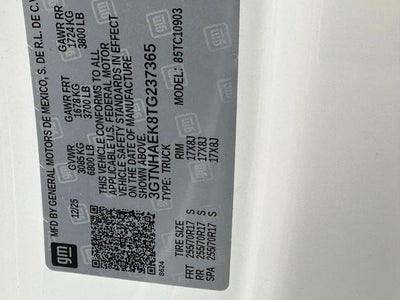 MFD BY GENERAL MOTORS DE MEXICO, S. DE R.L. DE C.V.
12/25 GVWR GAWR FRT GAWR RR
3085 KG 1678 KG 1724 KG
6800 LB 3700 LB 3800 LB
THIS VEHICLE CONFORMS TO ALL
APPLICABLE U.S. FEDERAL MOTOR
VEHICLE SAFETY STANDARDS IN EFFECT
ON THE DATE OF MANUFACTURE
SHOWN ABOVE.
TYPE: TRUCK
85TC10903
gm
8624
TIRE SIZE RIM
FRT 255/70R17 S 17X8J
RR 255/70R17 S 17X8J
SPA 255/70R17 S 17X8J